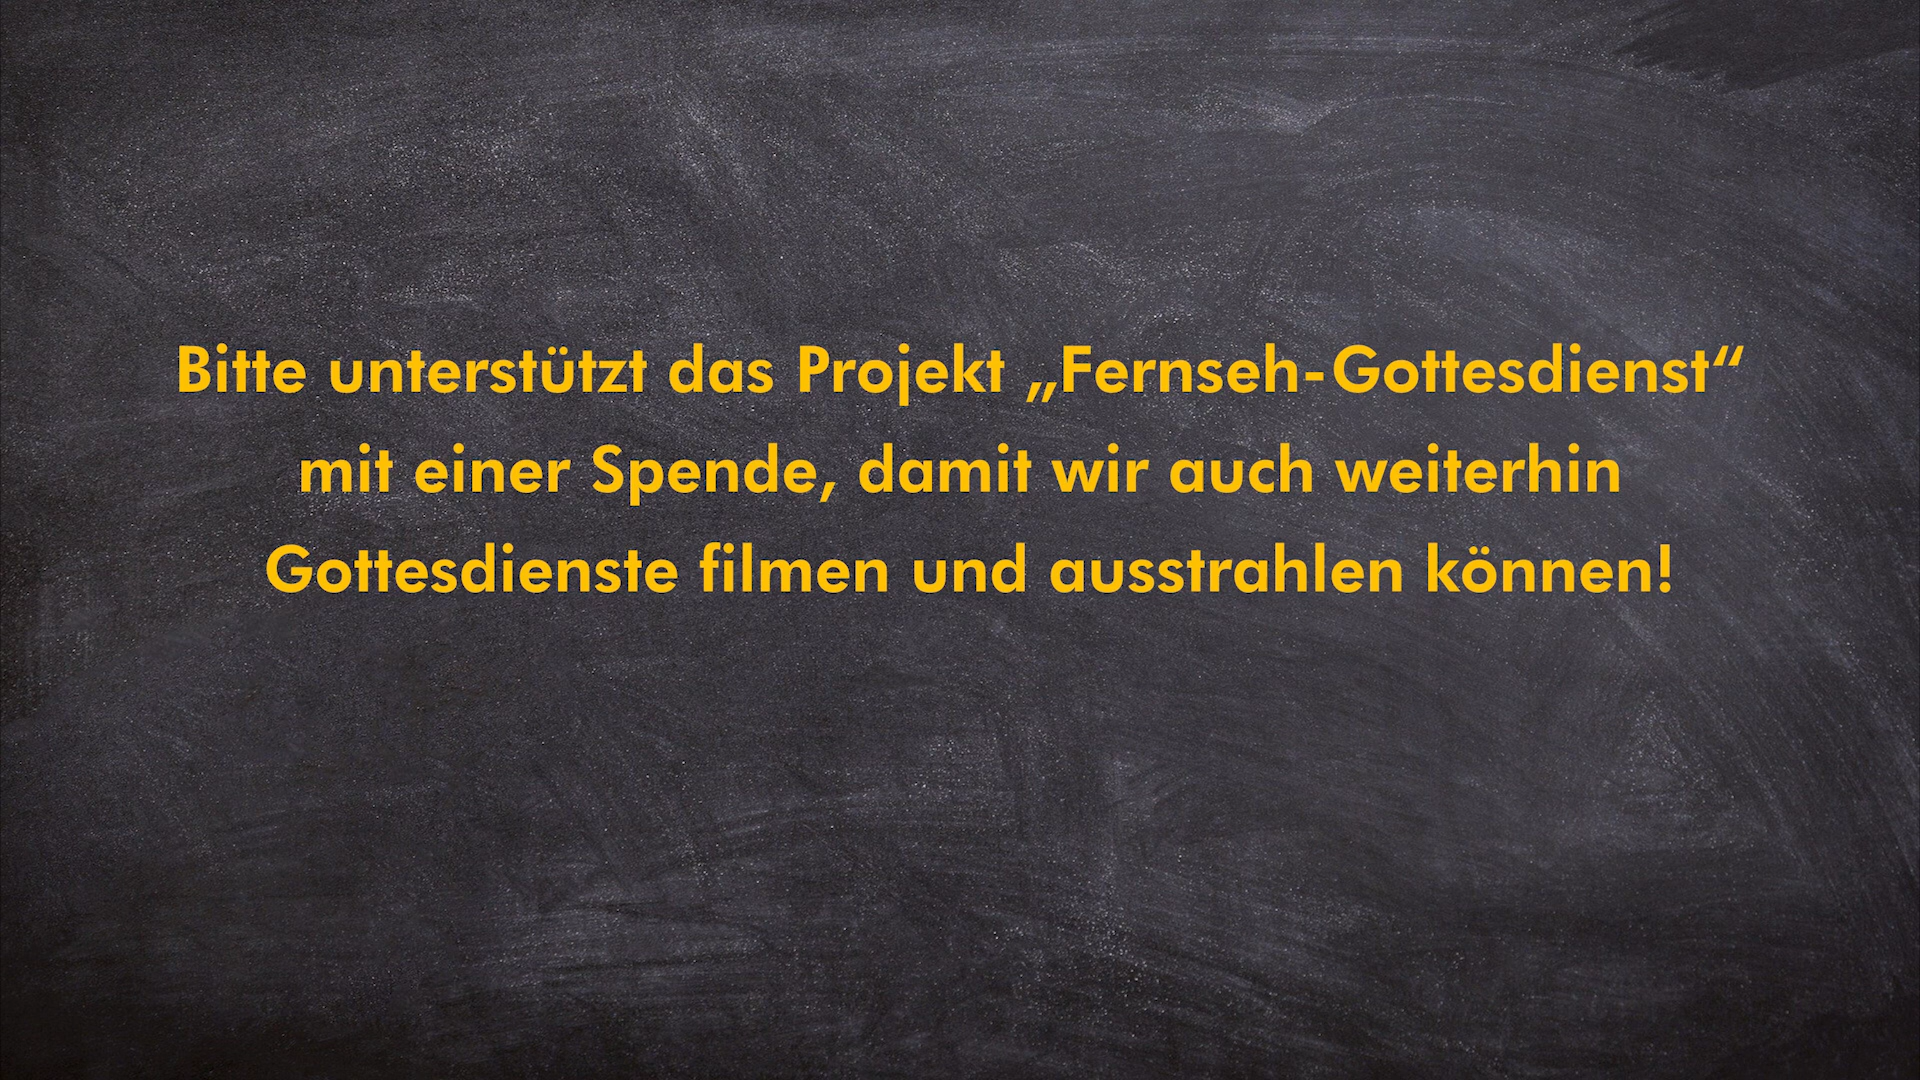 Bitte unterstützt das Projekt „Fernseh-Gottesdienst“
mit einer Spende, damit wir auch weiterhin
Gottesdienste filmen und ausstrahlen können!